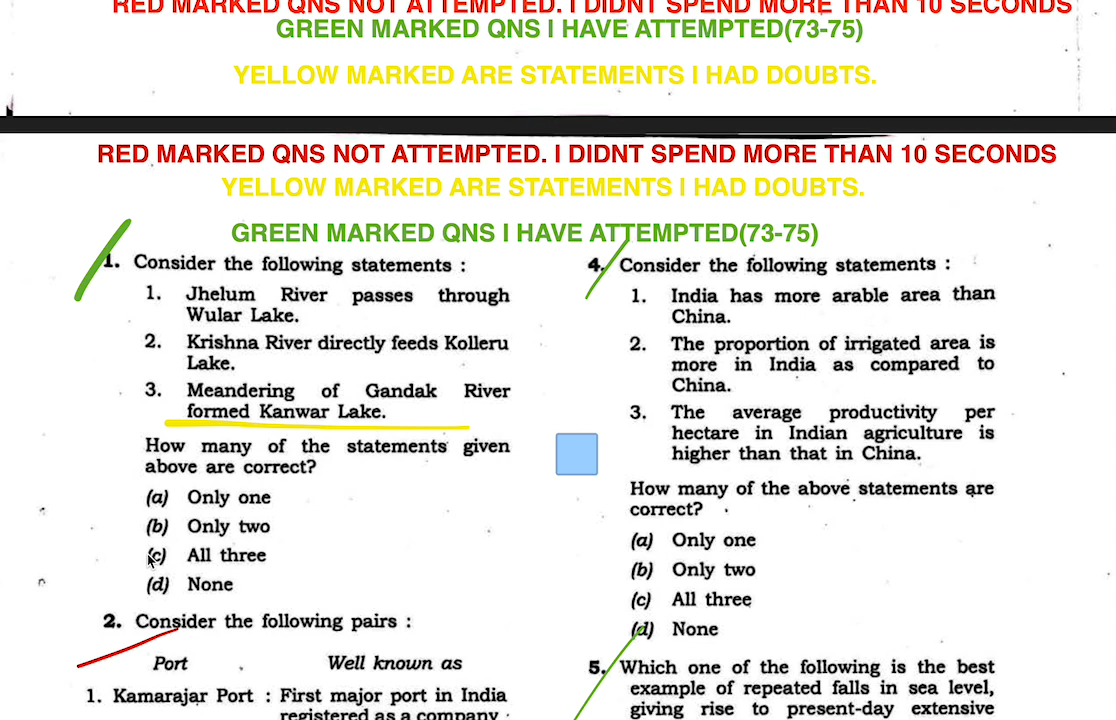 RED MARKED QNS NOT ATTEMPTED. I DIDNT SPEND MORE THAN 10 SECONDS
GREEN MARKED QNS I HAVE ATTEMPTED(73-75)
YELLOW MARKED ARE STATEMENTS I HAD DOUBTS.
RED MARKED QNS NOT ATTEMPTED. I DIDNT SPEND MORE THAN 10 SECONDS
YELLOW MARKED ARE STATEMENTS I HAD DOUBTS.
GREEN MARKED QNS I HAVE ATTEMPTED(73-75)
1. Consider the following statements :
1. Jhelum River passes through
Wular Lake.
2. Krishna River directly feeds Kolleru
Lake.
3. Meandering of Gandak River
formed Kanwar Lake.
How many of the statements given
above are correct?
(a) Only one
(b) Only two
(c) All three
(d) None
2. Consider the following pairs :
Port Well known as
1. Kamarajar Port : First major port in India
registered as a company
4. Consider the following statements :
1. India has more arable area than
China.
2. The proportion of irrigated area is
more in India as compared to
China.
3. The average productivity per
hectare in Indian agriculture is
higher than that in China.
How many of the above statements are
correct?
(a) Only one
(b) Only two
(c) All three
(d) None
5. Which one of the following is the best
example of repeated falls in sea level,
giving rise to present-day extensive